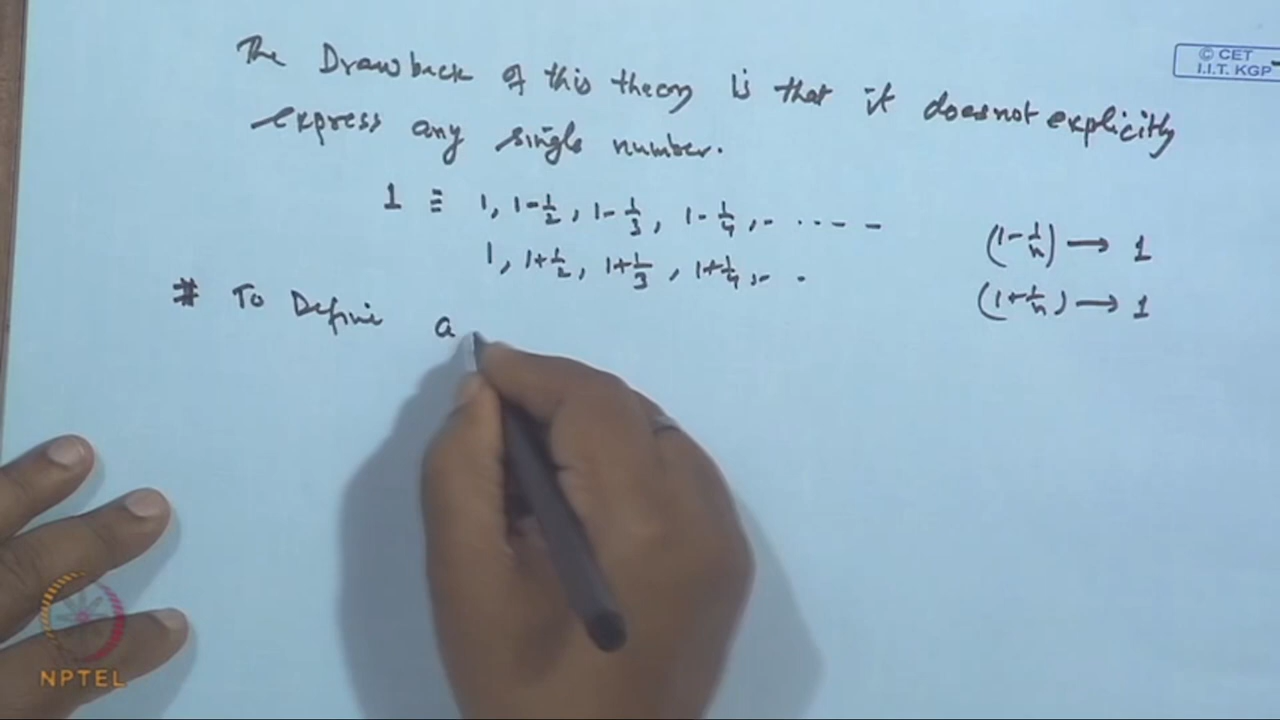 © CET
I.I.T. KGP
The Drawback of this theory is that it does not explicitly
express any single number.
1 ≡ 1, 1-1/2, 1-1/3, 1-1/4, - ..... - -
(1-1/n) → 1
1, 1+1/2, 1+1/3, 1+1/4, - . .
(1+1/n) → 1
# To Define a
NPTEL